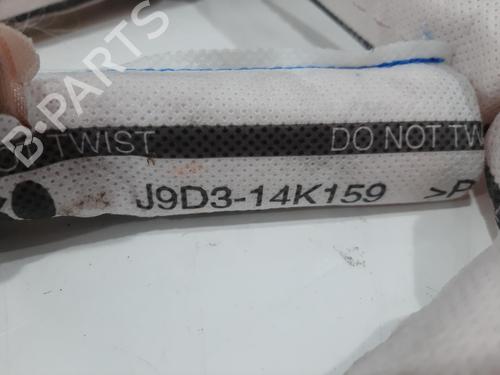 B-PARTS
TWIST DO NOT TW
J9D3-14K159 >P